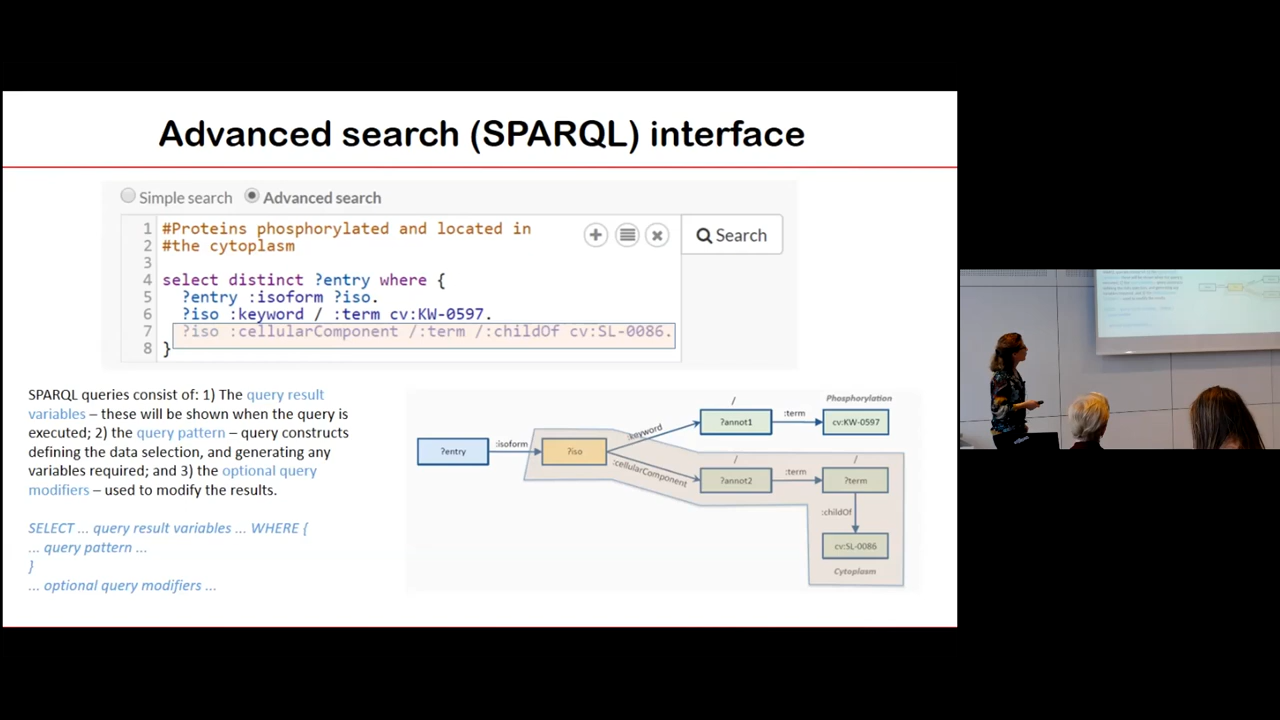 Advanced search (SPARQL) interface
Simple search Advanced search
1 #Proteins phosphorylated and located in
2 #the cytoplasm
3
4 select distinct ?entry where {
5 ?entry :isoform ?iso.
6 ?iso :keyword / :term cv:KW-0597.
7 ?iso :cellularComponent /:term /:childOf cv:SL-0086.
8 }
Search
SPARQL queries consist of: 1) The query result
variables – these will be shown when the query is
executed; 2) the query pattern – query constructs
defining the data selection, and generating any
variables required; and 3) the optional query
modifiers – used to modify the results.
SELECT ... query result variables ... WHERE {
... query pattern ...
}
... optional query modifiers ...
Phosphorylation
/
?annot1
:term
cv:KW-0597
:keyword
?entry
:isoform
?iso
:cellularComponent
/
?annot2
:term
/
?term
:childOf
cv:SL-0086
Cytoplasm